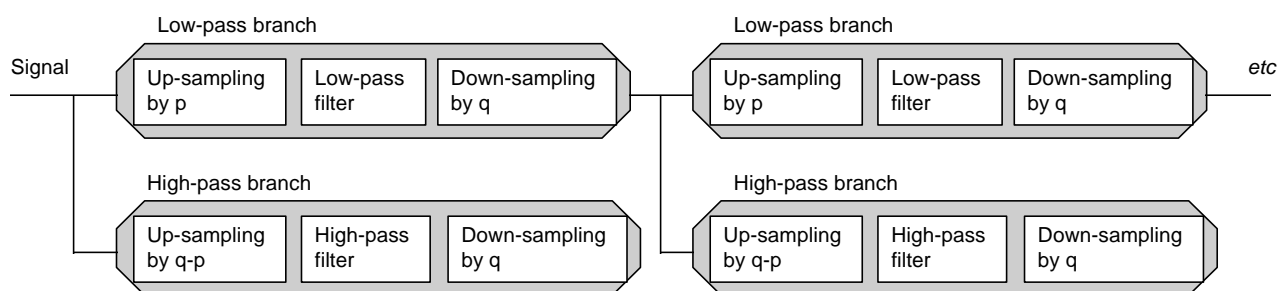 Low-pass branch
Low-pass branch
Signal
etc
Up-sampling
by p
Low-pass
filter
Down-sampling
by q
Up-sampling
by p
Low-pass
filter
Down-sampling
by q
High-pass branch
High-pass branch
Up-sampling
by q-p
High-pass
filter
Down-sampling
by q
Up-sampling
by q-p
High-pass
filter
Down-sampling
by q